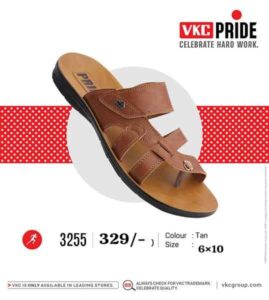 VKC PRIDE
CELEBRATE HARD WORK.
PRIDE
3255 329/- ) Colour : Tan
Size : 6×10
VKC IS ONLY AVAILABLE IN LEADING STORES.
ALWAYS CHECK FOR VKC TRADEMARK.
CELEBRATE QUALITY.
vkcgroup.com